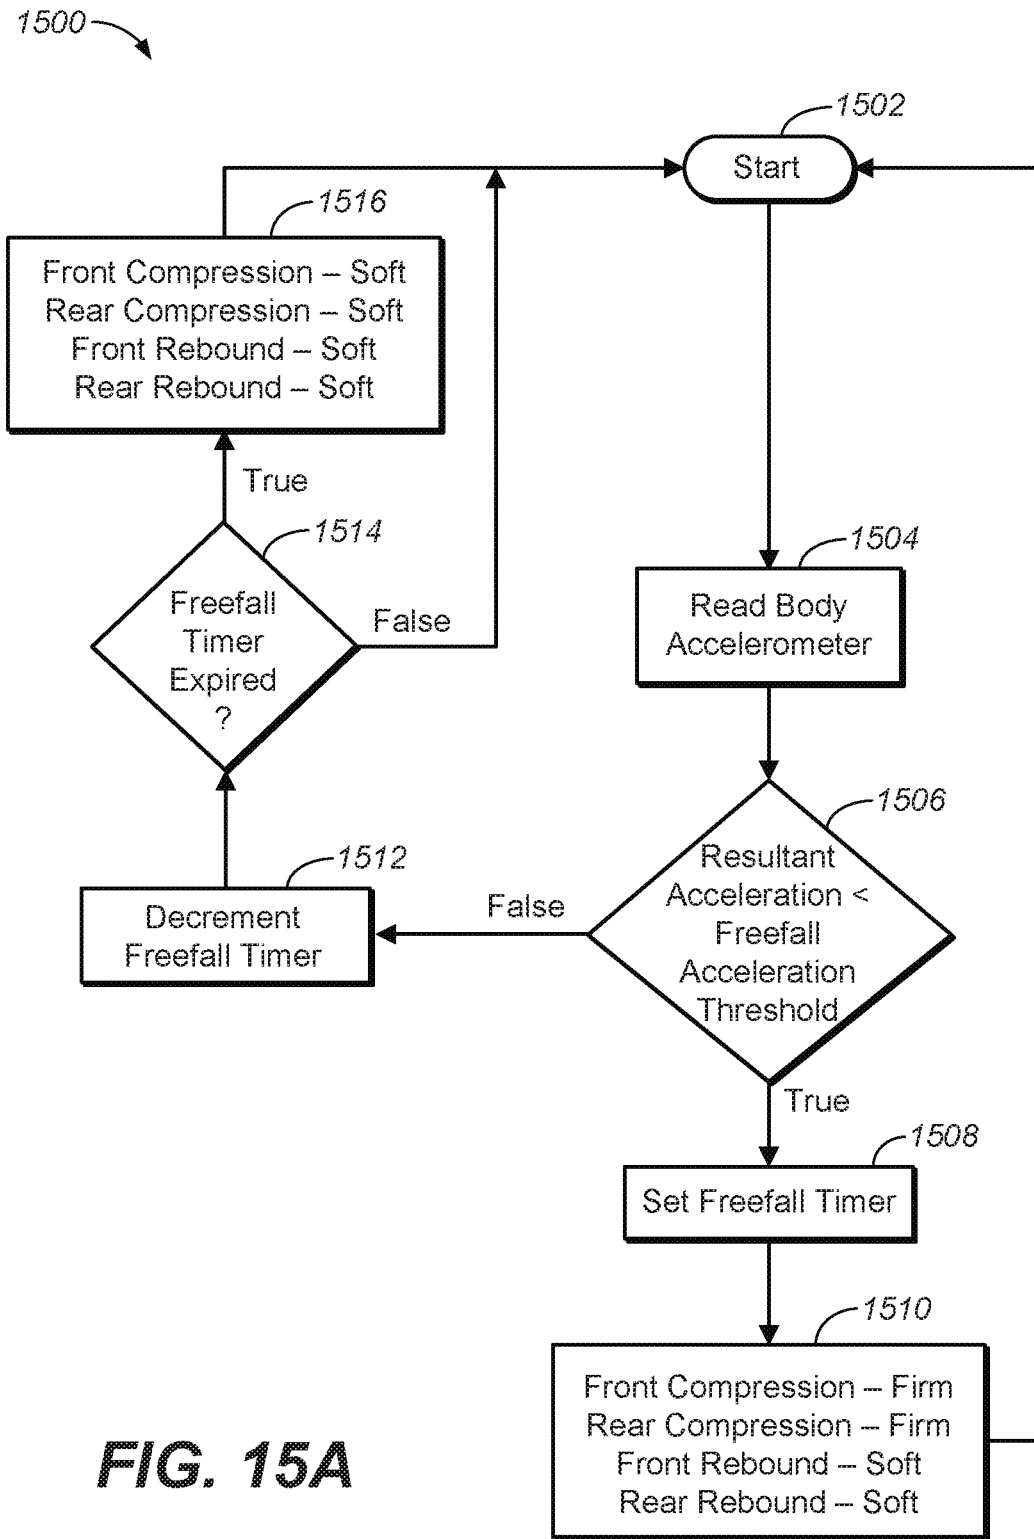 1500
1502
Start
1516
Front Compression – Soft
Rear Compression – Soft
Front Rebound – Soft
Rear Rebound – Soft
True
1514
Freefall
Timer
Expired
?
False
1504
Read Body
Accelerometer
1506
Resultant
Acceleration <
Freefall
Acceleration
Threshold
False
1512
Decrement
Freefall Timer
True
1508
Set Freefall Timer
1510
Front Compression – Firm
Rear Compression – Firm
Front Rebound – Soft
Rear Rebound – Soft
FIG. 15A